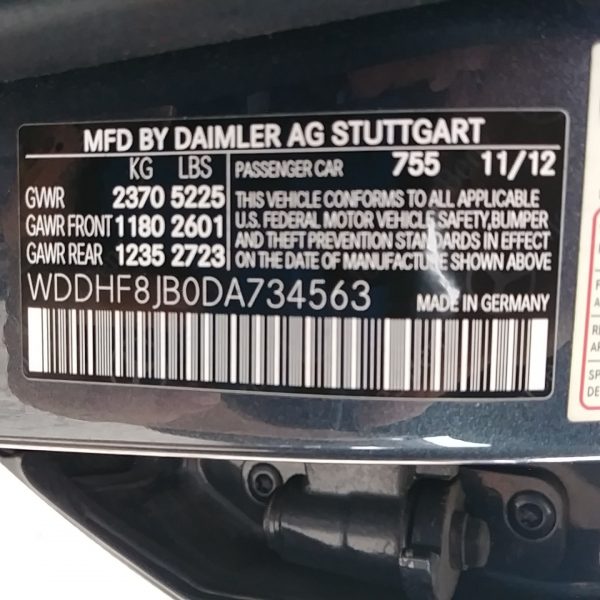 MFD BY DAIMLER AG STUTTGART
KG LBS PASSENGER CAR 755 11/12
GVWR 2370 5225 THIS VEHICLE CONFORMS TO ALL APPLICABLE
GAWR FRONT 1180 2601 U.S. FEDERAL MOTOR VEHICLE SAFETY, BUMPER
AND THEFT PREVENTION STANDARDS IN EFFECT
GAWR REAR 1235 2723 ON THE DATE OF MANUFACTURE SHOWN ABOVE.
WDDHF8JB0DA734563 MADE IN GERMANY